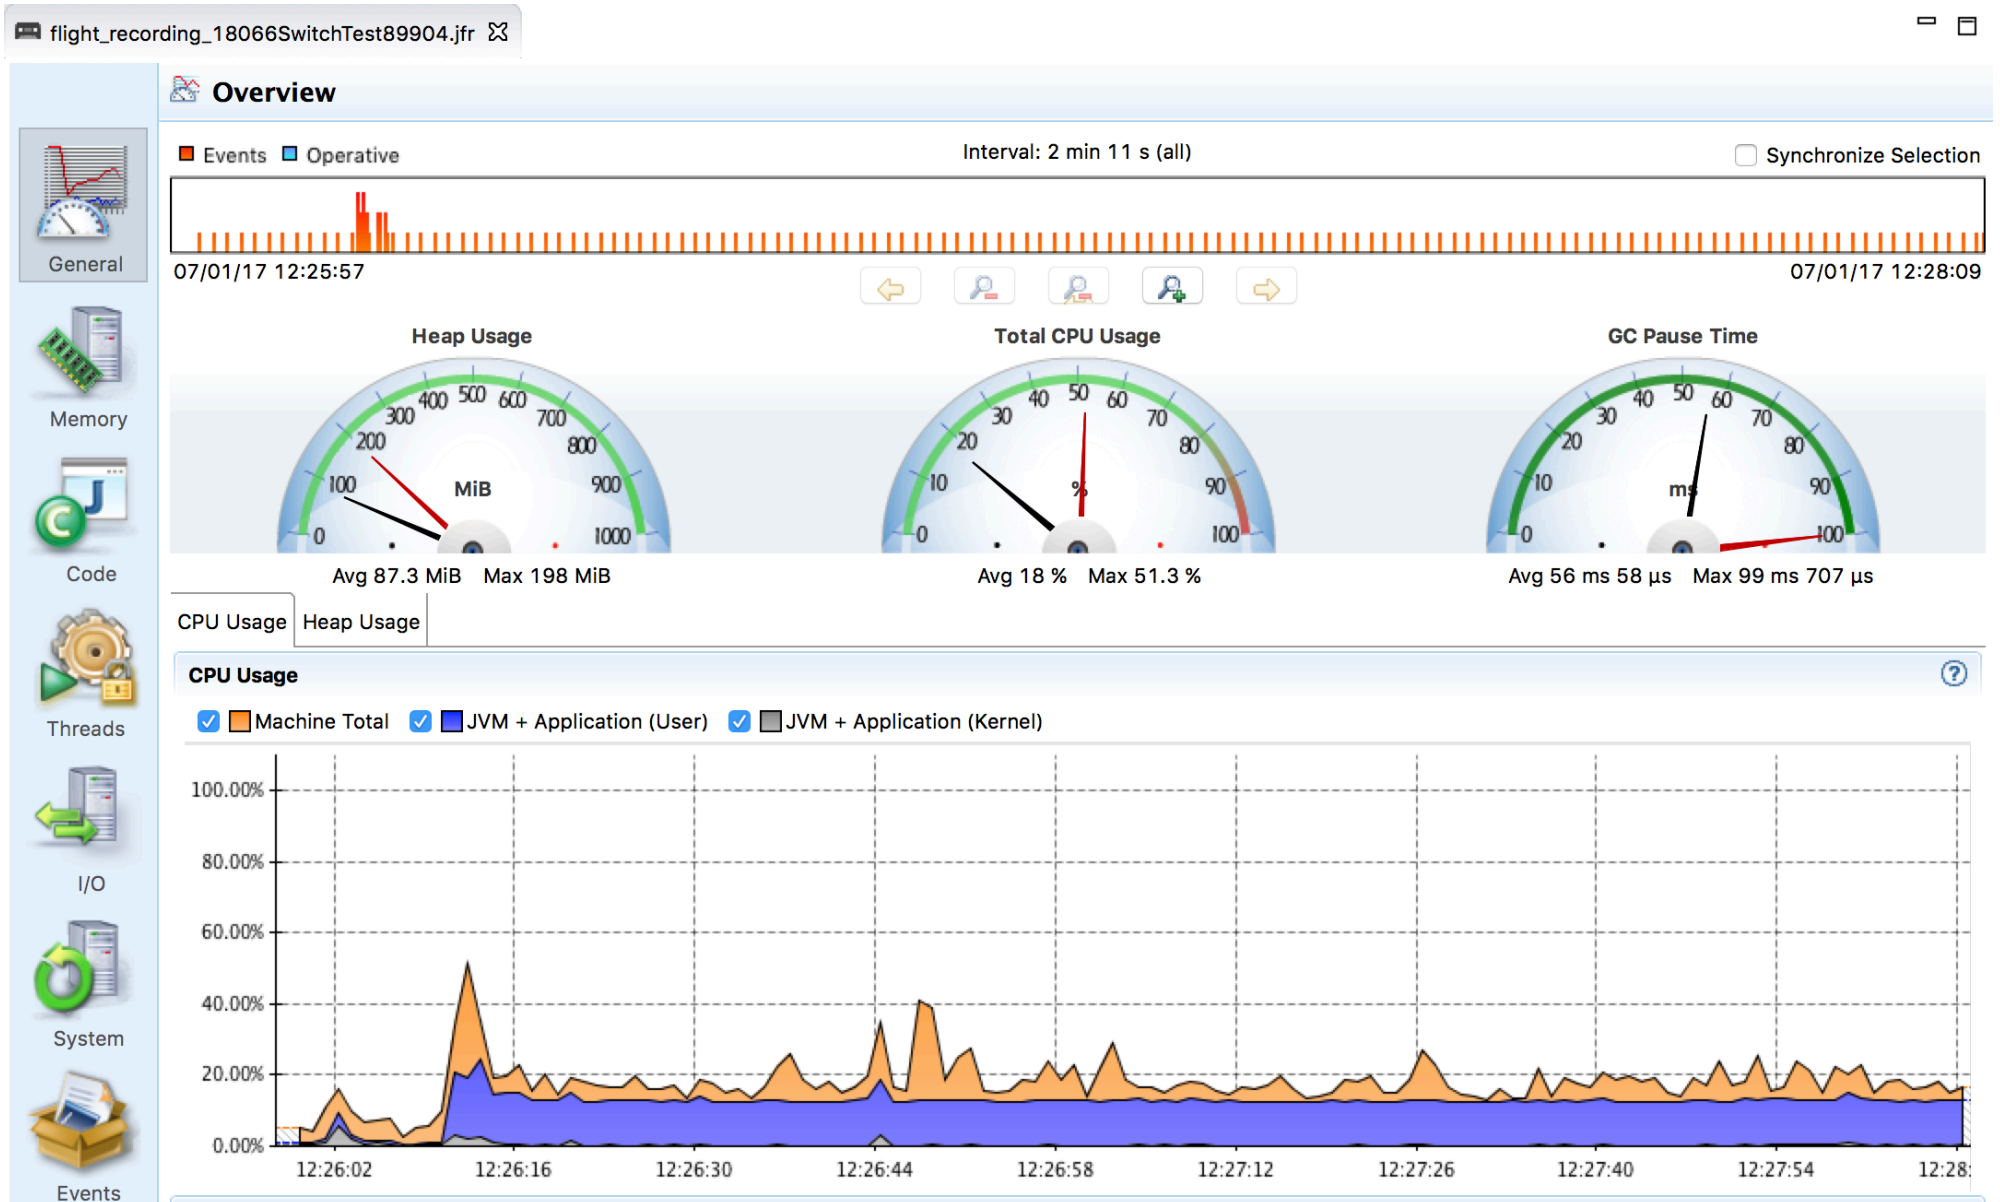 flight_recording_18066SwitchTest89904.jfr
Overview
Events Operative
Interval: 2 min 11 s (all)
Synchronize Selection
07/01/17 12:25:57
07/01/17 12:28:09
General
Memory
Code
Threads
I/O
System
Events
Heap Usage
0 100 200 300 400 500 600 700 800 900 1000
MiB
Avg 87.3 MiB Max 198 MiB
Total CPU Usage
0 10 20 30 40 50 60 70 80 90 100
%
Avg 18 % Max 51.3 %
GC Pause Time
0 10 20 30 40 50 60 70 80 90 100
ms
Avg 56 ms 58 µs Max 99 ms 707 µs
CPU Usage Heap Usage
CPU Usage
Machine Total JVM + Application (User) JVM + Application (Kernel)
100.00%
80.00%
60.00%
40.00%
20.00%
0.00%
12:26:02 12:26:16 12:26:30 12:26:44 12:26:58 12:27:12 12:27:26 12:27:40 12:27:54 12:28: